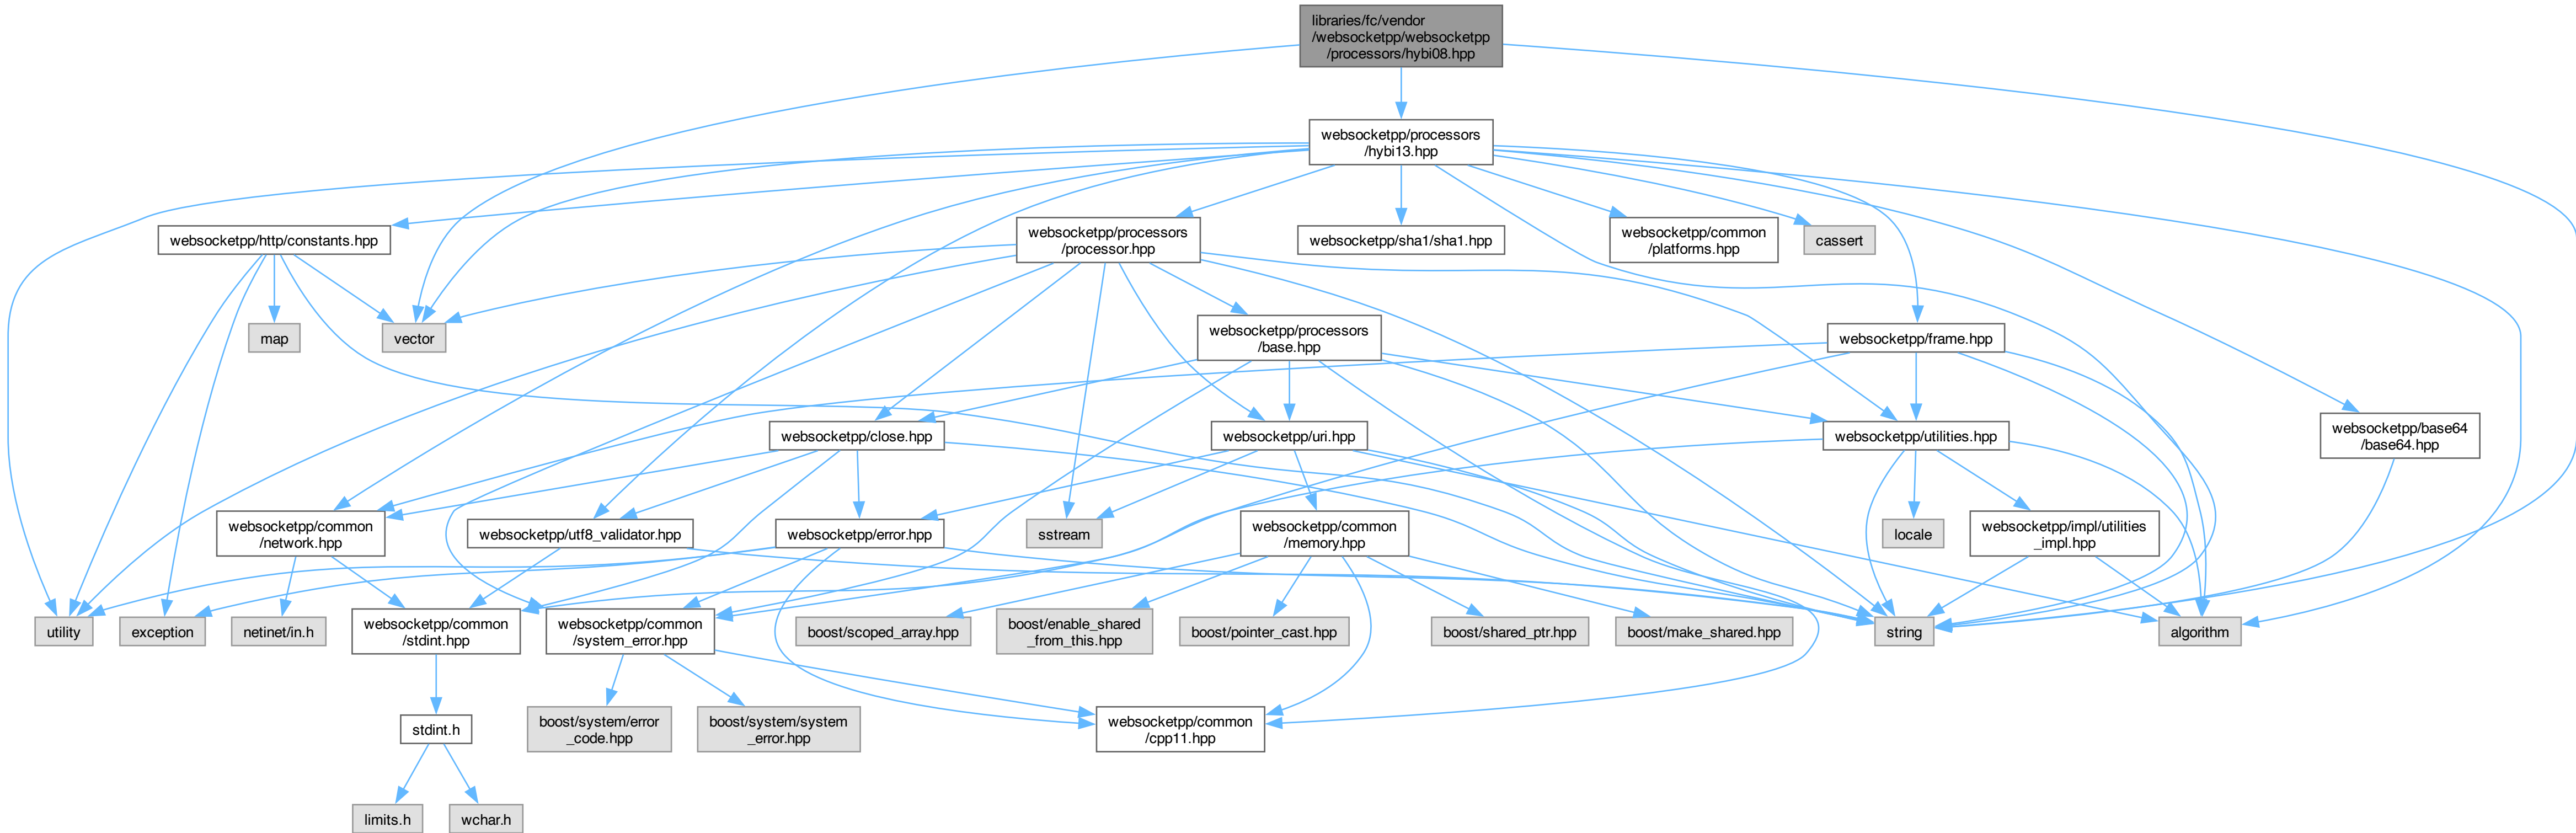 libraries/fc/vendor
/websocketpp/websocketpp
/processors/hybi08.hpp
websocketpp/processors
/hybi13.hpp
websocketpp/http/constants.hpp
websocketpp/processors
/processor.hpp
websocketpp/sha1/sha1.hpp
websocketpp/common
/platforms.hpp
cassert
map
vector
websocketpp/processors
/base.hpp
websocketpp/frame.hpp
websocketpp/close.hpp
websocketpp/uri.hpp
websocketpp/utilities.hpp
websocketpp/base64
/base64.hpp
websocketpp/common
/network.hpp
websocketpp/utf8_validator.hpp
websocketpp/error.hpp
sstream
websocketpp/common
/memory.hpp
locale
websocketpp/impl/utilities
_impl.hpp
utility
exception
netinet/in.h
websocketpp/common
/stdint.hpp
websocketpp/common
/system_error.hpp
boost/scoped_array.hpp
boost/enable_shared
_from_this.hpp
boost/pointer_cast.hpp
boost/shared_ptr.hpp
boost/make_shared.hpp
string
algorithm
stdint.h
boost/system/error
_code.hpp
boost/system/system
_error.hpp
websocketpp/common
/cpp11.hpp
limits.h
wchar.h